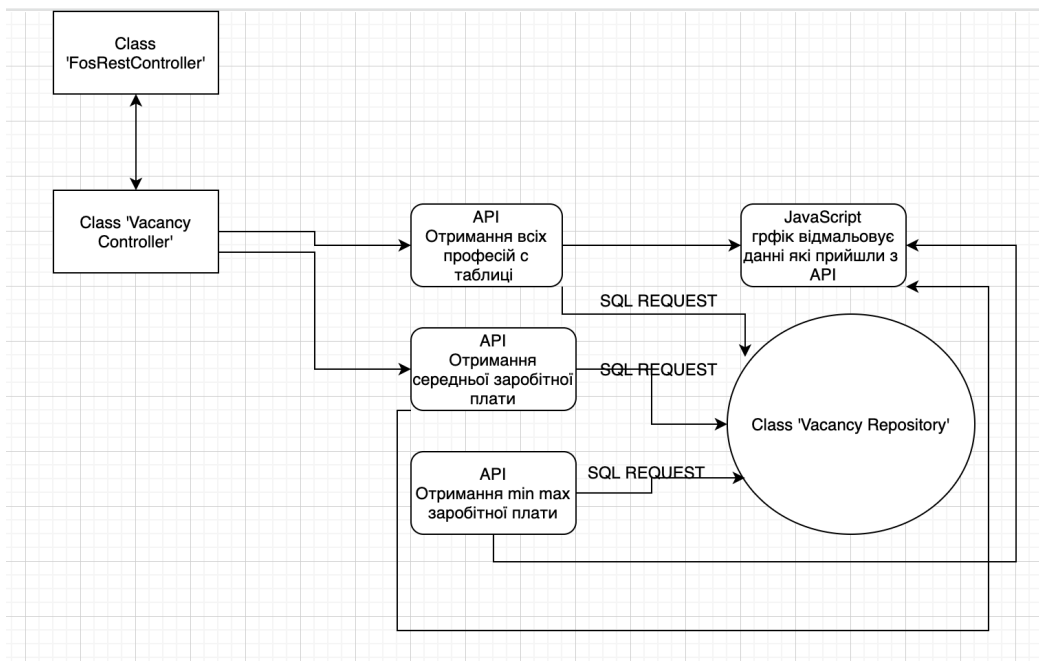 Class
'FosRestController'
Class 'Vacancy
Controller'
API
Отримання всіх
професій с
таблиці
JavaScript
грфік відмальовує
данні які прийшли з
API
SQL REQUEST
API
Отримання
середньої заробітної
плати
SQL REQUEST
Class 'Vacancy Repository'
API
Отримання min max
заробітної плати
SQL REQUEST